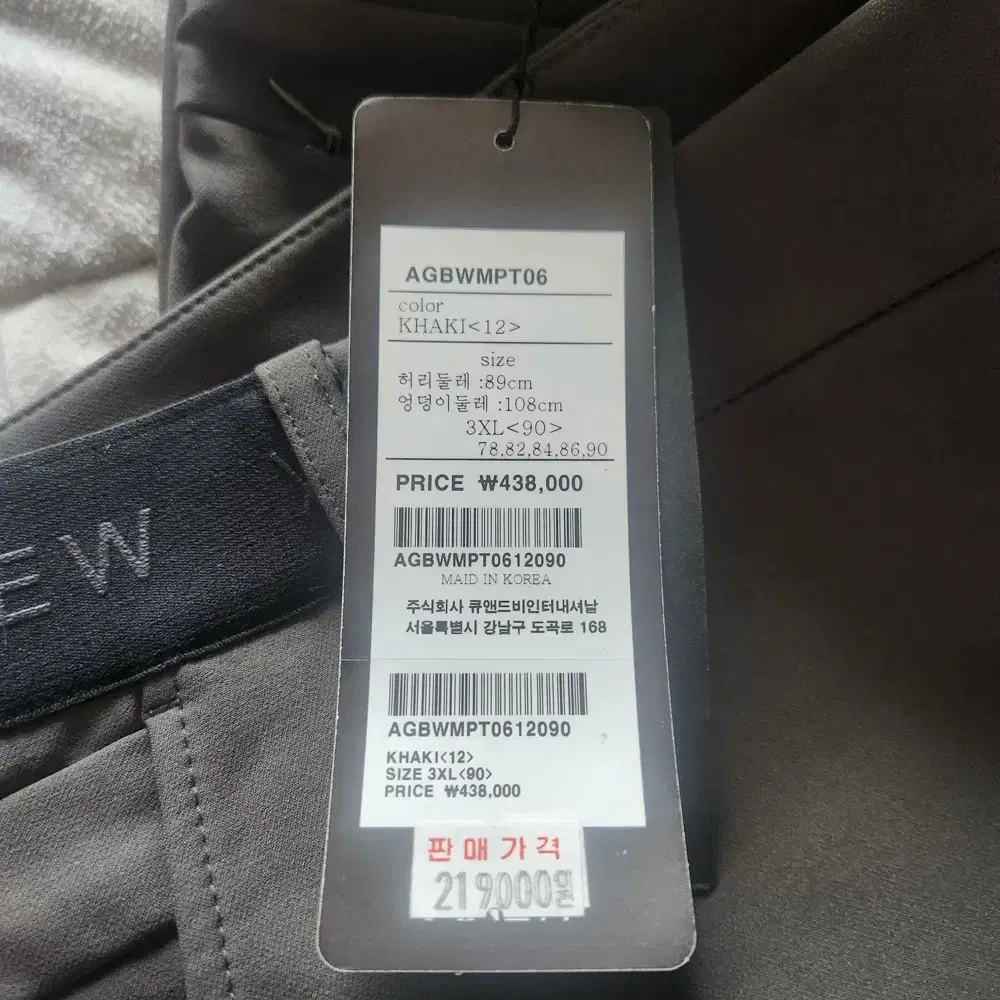 EW
AGBWMPT06
color
KHAKI<12>
size
허리둘레 :89cm
엉덩이둘레 :108cm
3XL<90>
78,82,84,86,90
PRICE ₩438,000
AGBWMPT0612090
MAID IN KOREA
주식회사 큐앤드비인터내셔날
서울특별시 강남구 도곡로 168
AGBWMPT0612090
KHAKI<12>
SIZE 3XL<90>
PRICE ₩438,000
판매가격
219000원